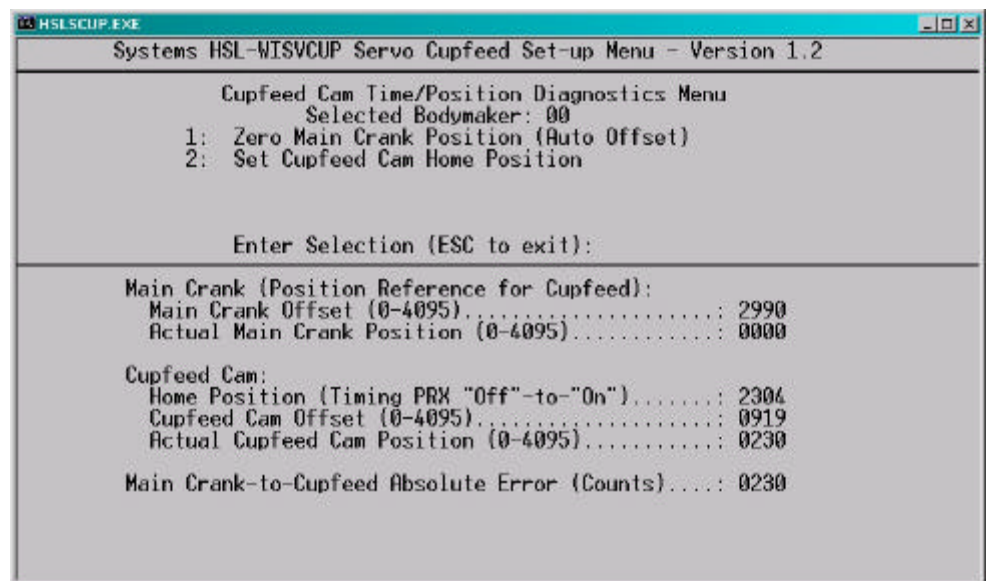 HSLSCUP.EXE
Systems HSL-WISVCUP Servo Cupfeed Set-up Menu - Version 1.2
Cupfeed Cam Time/Position Diagnostics Menu
Selected Bodymaker: 00
1: Zero Main Crank Position (Auto Offset)
2: Set Cupfeed Cam Home Position
Enter Selection (ESC to exit):
Main Crank (Position Reference for Cupfeed):
Main Crank Offset (0-4095)......................: 2990
Actual Main Crank Position (0-4095).............: 0000
Cupfeed Cam:
Home Position (Timing PRX "Off"-to-"On").......: 2304
Cupfeed Cam Offset (0-4095).....................: 0919
Actual Cupfeed Cam Position (0-4095)............: 0230
Main Crank-to-Cupfeed Absolute Error (Counts)....: 0230